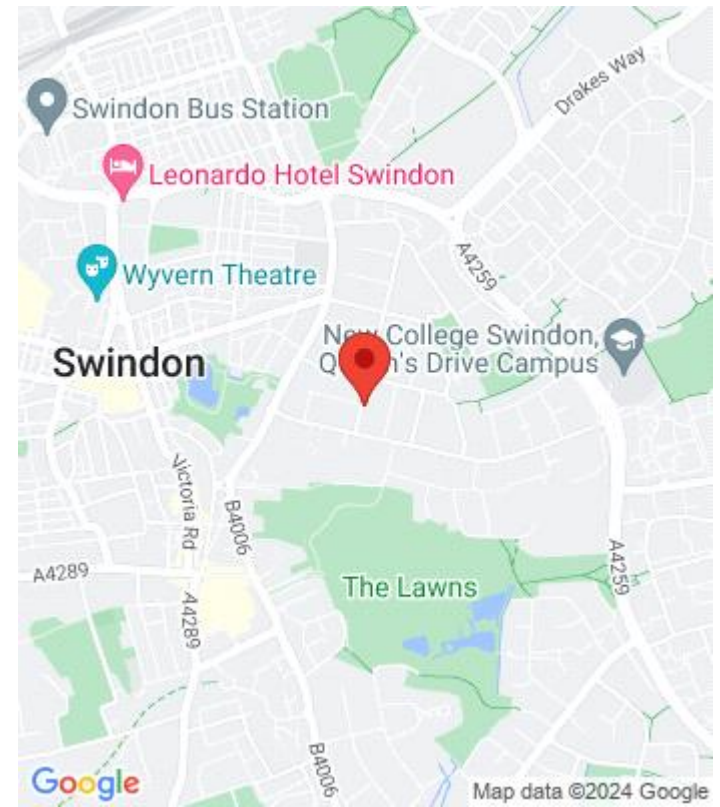 Drakes Way
Swindon Bus Station
Leonardo Hotel Swindon
A4259
Wyvern Theatre
New College Swindon,
Queen's Drive Campus
Swindon
Victoria Rd
B4006
A4289
A4259
The Lawns
A4289
B4006
Google
Map data ©2024 Google